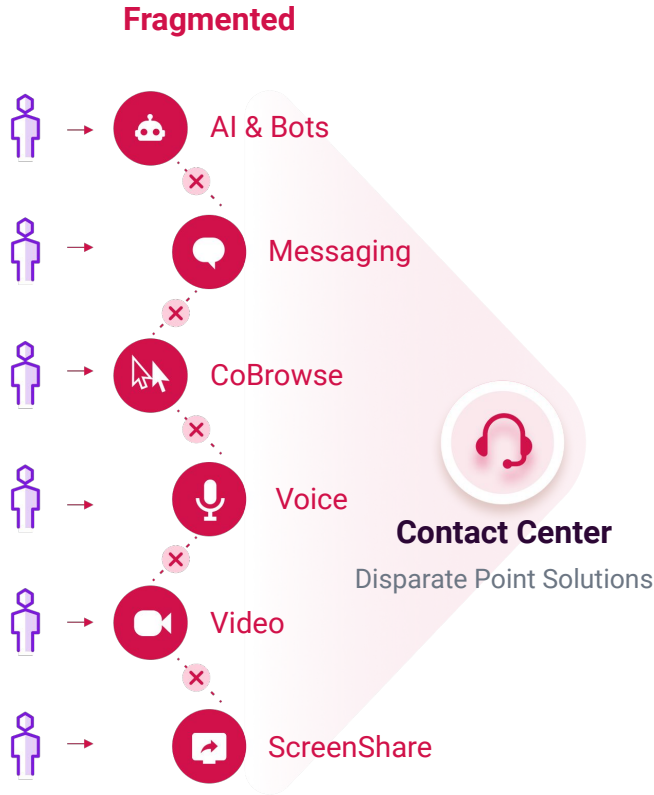 Fragmented
AI & Bots
Messaging
CoBrowse
Voice
Video
ScreenShare
Contact Center
Disparate Point Solutions